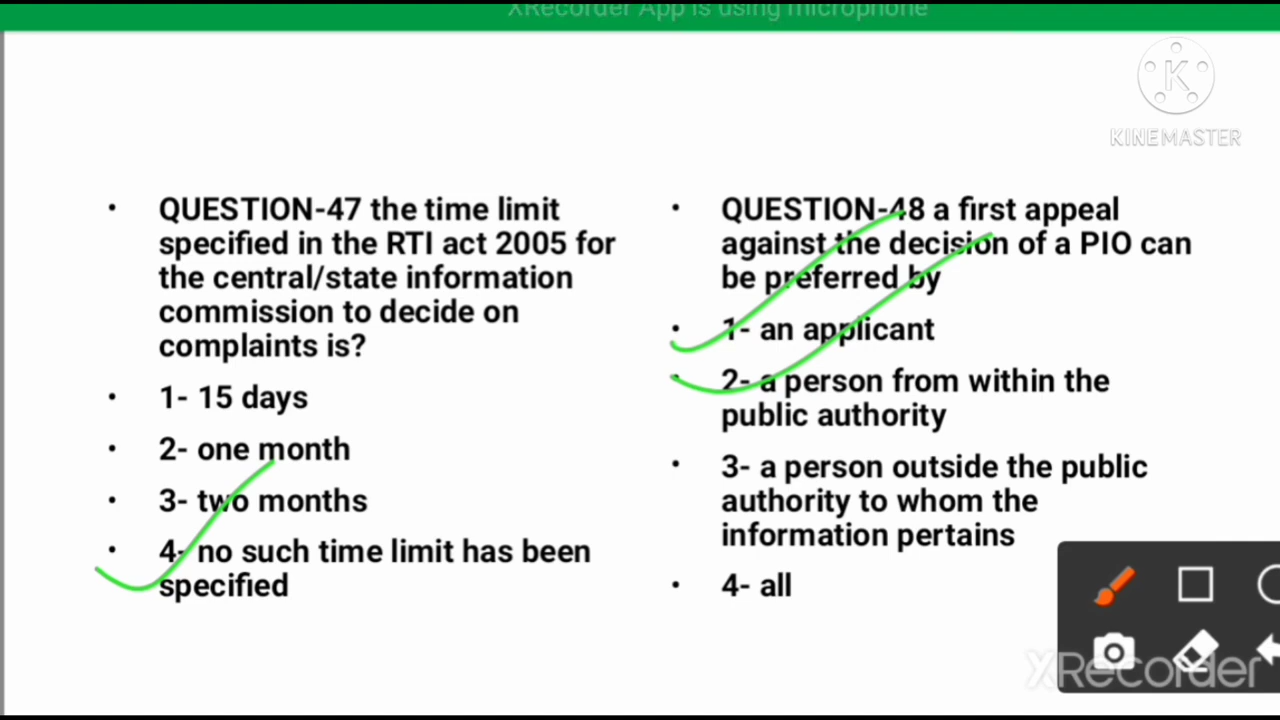 XRecorder App is using microphone
KINEMASTER
• QUESTION-47 the time limit
specified in the RTI act 2005 for
the central/state information
commission to decide on
complaints is?
• 1- 15 days
• 2- one month
• 3- two months
• 4- no such time limit has been
specified
• QUESTION-48 a first appeal
against the decision of a PIO can
be preferred by
• 1- an applicant
• 2- a person from within the
public authority
• 3- a person outside the public
authority to whom the
information pertains
• 4- all
XRecorder